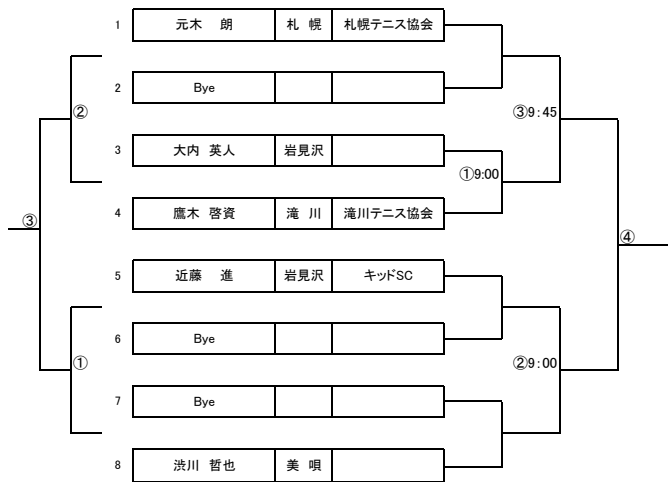 1 元木 朗 札 幌 札幌テニス協会
③9:45
2 Bye
②
3 大内 英人 岩見沢
①9:00
4 鷹木 啓資 滝 川 滝川テニス協会
③
④
5 近藤 進 岩見沢 キッドSC
6 Bye
①
②9:00
7 Bye
8 渋川 哲也 美 唄